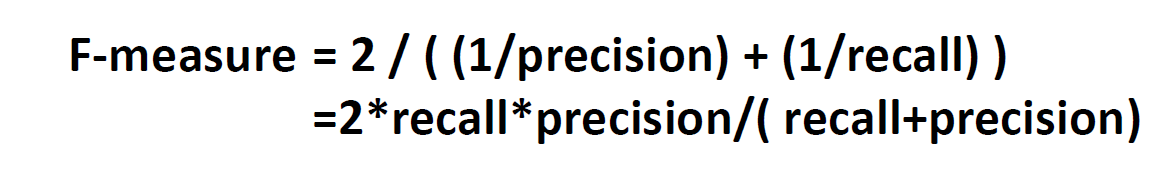 F-measure = 2 / ( (1/precision) + (1/recall) )
=2*recall*precision/( recall+precision)